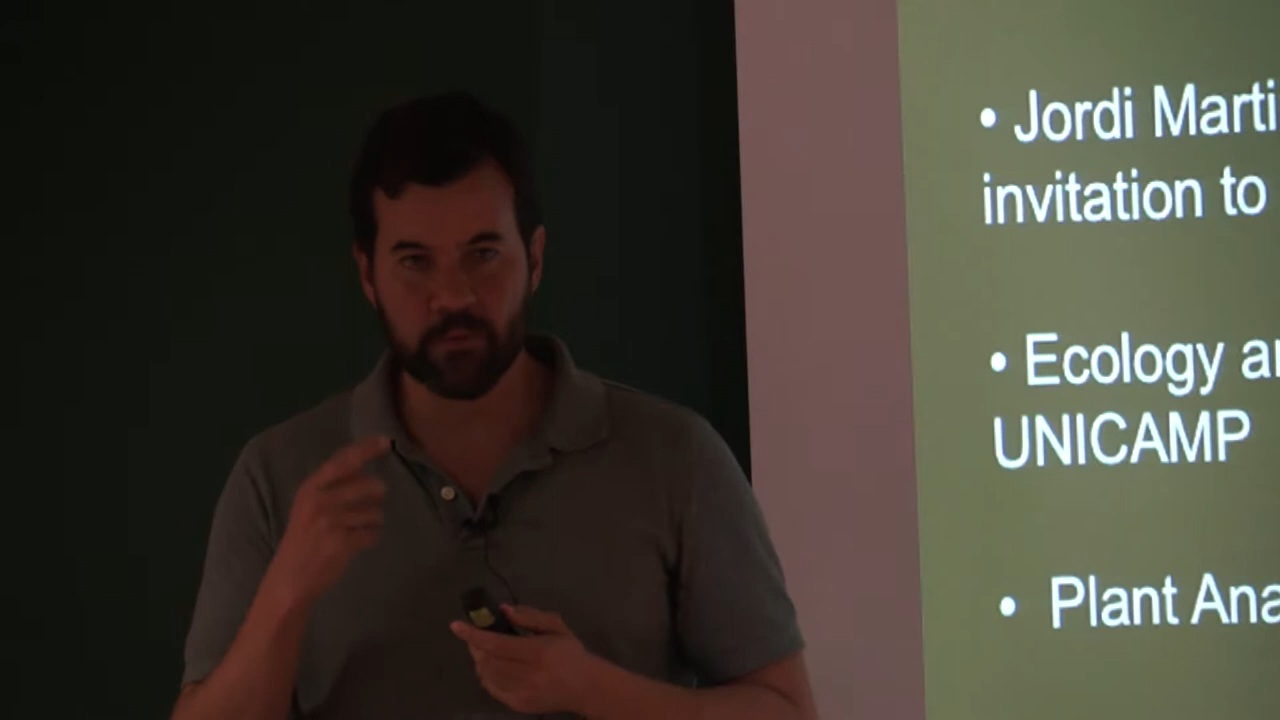 • Jordi Marti
invitation to
• Ecology a
UNICAMP
• Plant Ana